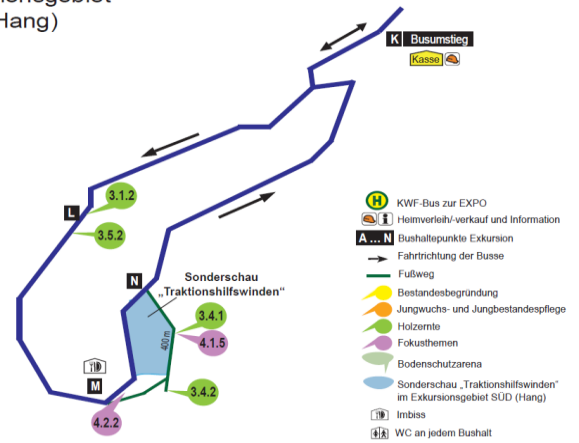 ionsgebiet
Hang)
K Busumstieg
Kasse
3.1.2
L
3.5.2
N
Sonderschau
„Traktionshilfswinden“
3.4.1
400 m
4.1.5
M
3.4.2
4.2.2
H KWF-Bus zur EXPO
i Helmverleih/-verkauf und Information
A ... N Bushaltepunkte Exkursion
Fahrtrichtung der Busse
Fußweg
Bestandesbegründung
Jungwuchs- und Jungbestandespflege
Holzernte
Fokusthemen
Bodenschutzarena
Sonderschau „Traktionshilfswinden“
im Exkursionsgebiet SÜD (Hang)
Imbiss
WC an jedem Bushalt